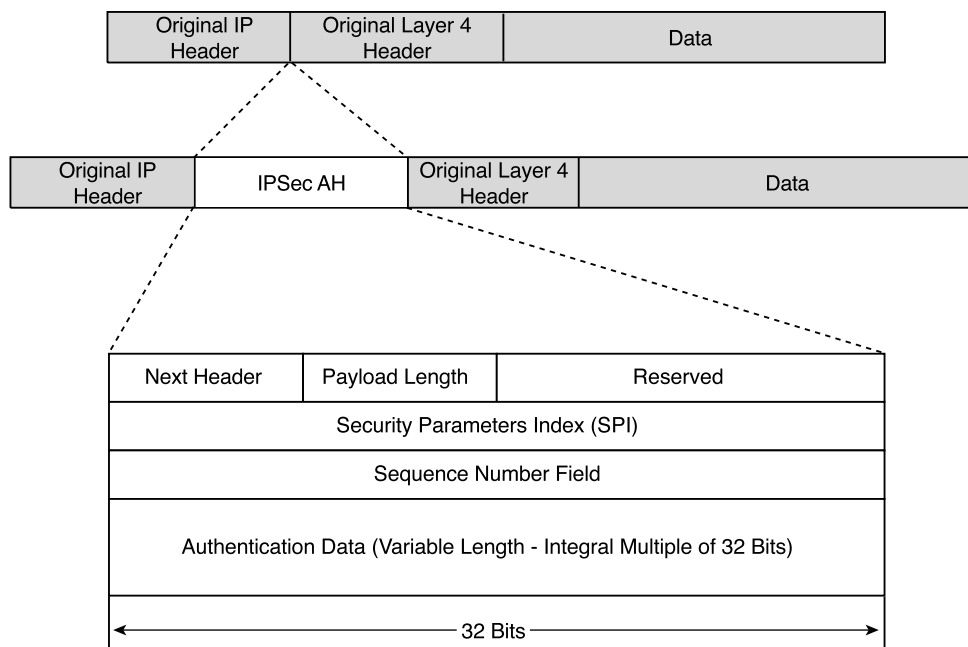 Original IP
Header
Original Layer 4
Header
Data
Original IP
Header
IPSec AH
Original Layer 4
Header
Data
Next Header
Payload Length
Reserved
Security Parameters Index (SPI)
Sequence Number Field
Authentication Data (Variable Length - Integral Multiple of 32 Bits)
32 Bits